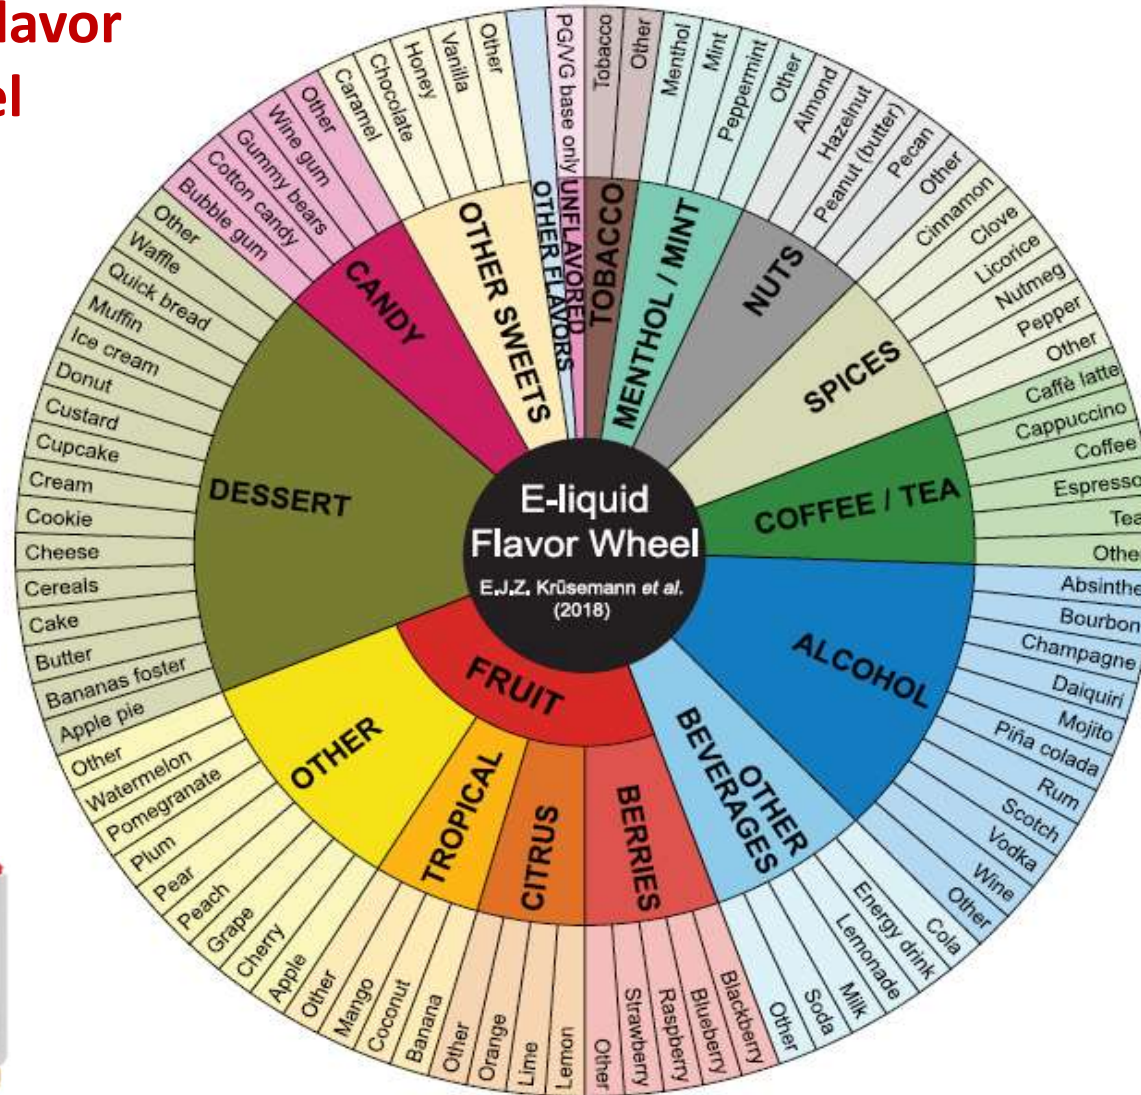 lavor
el
E-liquid
Flavor Wheel
E.J.Z. Krüsemann et al.
(2018)
UNFLAVORED
PG/VG base only
TOBACCO
Tobacco
Other
MENTHOL / MINT
Menthol
Mint
Peppermint
Other
NUTS
Almond
Hazelnut
Peanut (butter)
Pecan
Other
SPICES
Cinnamon
Clove
Licorice
Nutmeg
Pepper
Other
COFFEE / TEA
Caffè latte
Cappuccino
Coffee
Espresso
Tea
Othe
ALCOHOL
Absinthe
Bourbon
Champagne
Daiquiri
Mojito
Piña colada
Rum
Scotch
Vodka
Wine
Other
OTHER
BEVERAGES
Cola
Energy drink
Lemonade
Milk
Soda
Other
FRUIT
BERRIES
Blackberry
Blueberry
Raspberry
Strawberry
Other
CITRUS
Lemon
Lime
Orange
Other
TROPICAL
Banana
Coconut
Mango
Other
OTHER
Apple
Cherry
Grape
Peach
Pear
Plum
Pomegranate
Watermelon
Other
DESSERT
Apple pie
Bananas foster
Butter
Cake
Cereals
Cheese
Cookie
Cream
Cupcake
Custard
Donut
Ice cream
Muffin
Quick bread
Waffle
Other
CANDY
Bubble gum
Cotton candy
Gummy bears
Wine gum
Other
OTHER SWEETS
Caramel
Chocolate
Honey
Vanilla
Other
OTHER FLAVORS